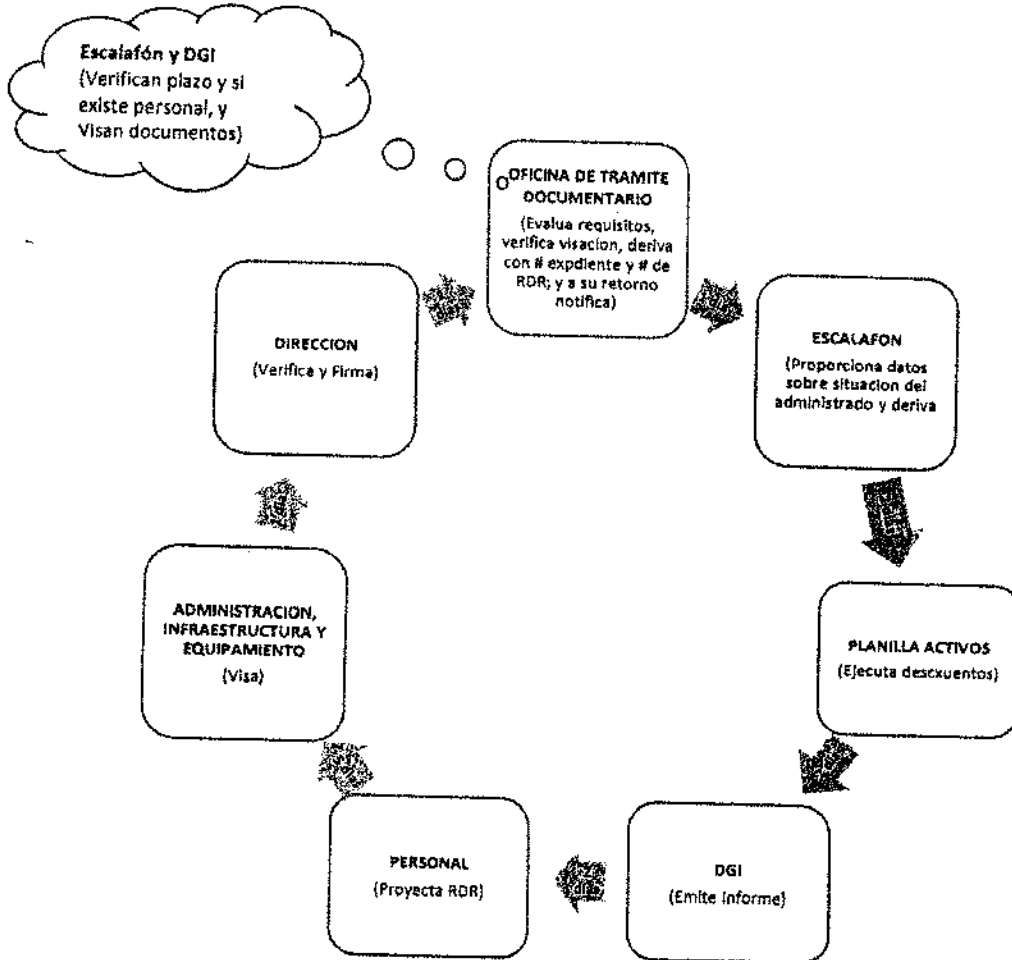 Escalafón y DGI
(Verifican plazo y si
existe personal, y
Visan documentos)
OFICINA DE TRAMITE
DOCUMENTARIO
(Evalua requisitos,
verifica visacion, deriva
con # expdiente y # de
RDR; y a su retorno
notifica)
ESCALAFON
(Proporciona datos
sobre situacion del
administrado y deriva
PLANILLA ACTIVOS
(Ejecuta descxuentos)
DGI
(Emite Informe)
PERSONAL
(Proyecta RDR)
ADMINISTRACION,
INFRAESTRUCTURA Y
EQUIPAMIENTO
(Visa)
DIRECCION
(Verifica y Firma)